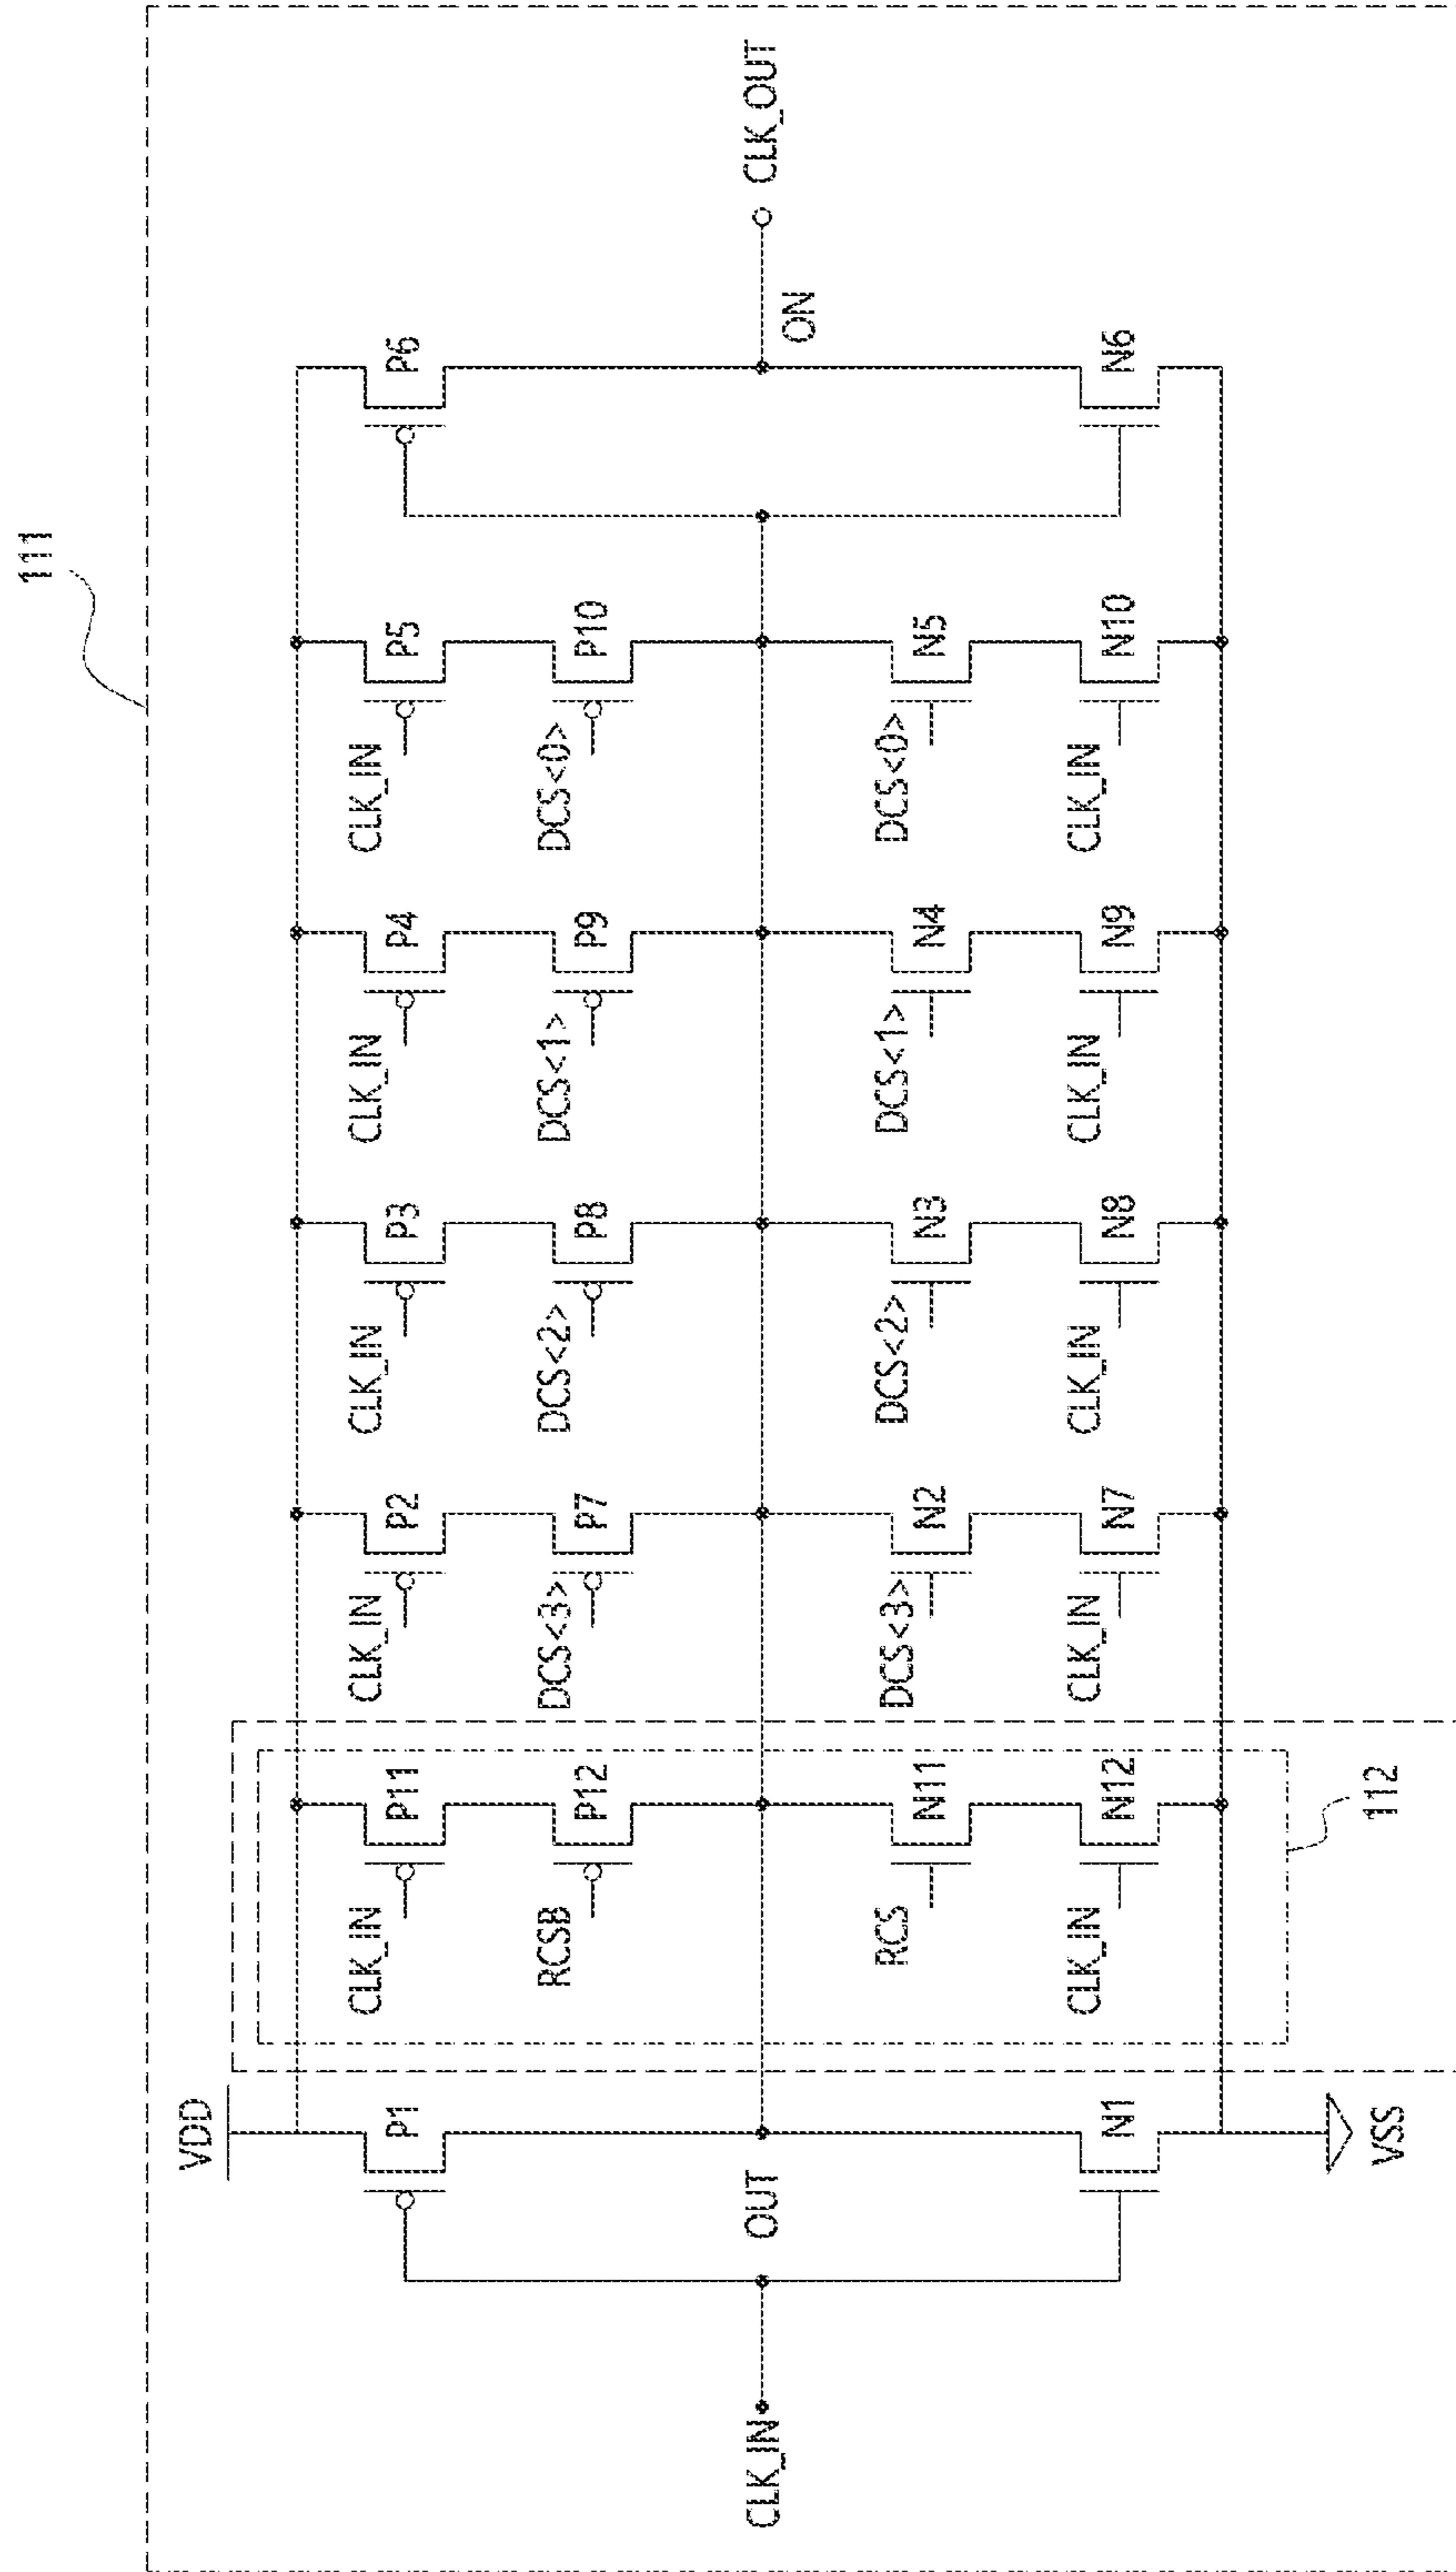 111
VDD
P1
P11
P2
P3
P4
P5
P6
CLK_IN
CLK_IN
CLK_IN
CLK_IN
CLK_IN
P12
P7
P8
P9
P10
RCSB
DCS<3>
DCS<2>
DCS<1>
DCS<0>
CLK_IN
OUT
ON
CLK_OUT
N11
N2
N3
N4
N5
RCS
DCS<3>
DCS<2>
DCS<1>
DCS<0>
N1
N12
N7
N8
N9
N10
N6
CLK_IN
CLK_IN
CLK_IN
CLK_IN
CLK_IN
VSS
112